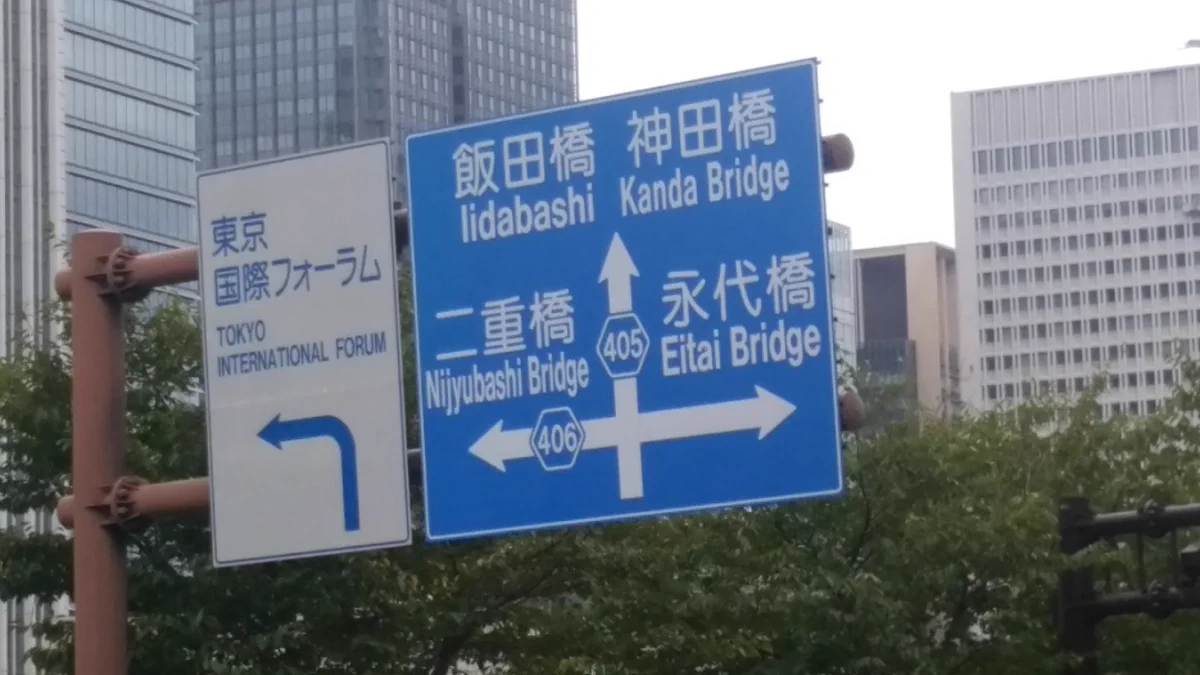 東京
国際フォーラム
TOKYO
INTERNATIONAL FORUM
飯田橋 神田橋
Iidabashi Kanda Bridge
二重橋
Nijyubashi Bridge
405
永代橋
Eitai Bridge
406